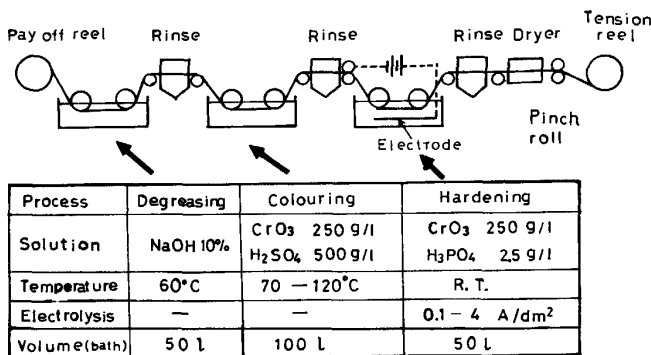 Pay off reel Rinse Rinse Rinse Dryer Tension reel
Pinch roll
Electrode
Process Degreasing Colouring Hardening
Solution NaOH 10% CrO₃ 250 g/l CrO₃ 250 g/l
H₂SO₄ 500 g/l H₃PO₄ 2.5 g/l
Temperature 60°C 70 — 120°C R. T.
Electrolysis — — 0.1 – 4 A/dm²
Volume (bath) 50 l 100 l 50 l